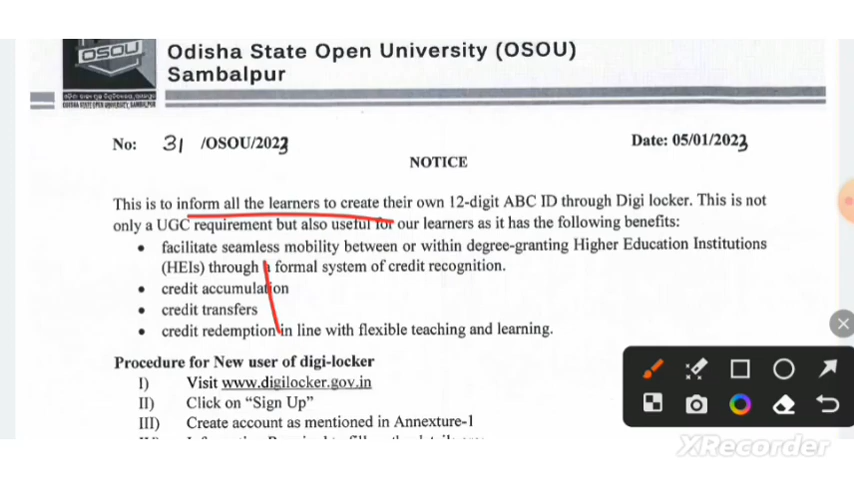 OSOU
Odisha State Open University (OSOU)
Sambalpur
ODISHA STATE OPEN UNIVERSITY, SAMBALPUR
No: 31 /OSOU/2023
Date: 05/01/2023
NOTICE
This is to inform all the learners to create their own 12-digit ABC ID through Digi locker. This is not
only a UGC requirement but also useful for our learners as it has the following benefits:
• facilitate seamless mobility between or within degree-granting Higher Education Institutions
(HEIs) through a formal system of credit recognition.
• credit accumulation
• credit transfers
• credit redemption in line with flexible teaching and learning.
Procedure for New user of digi-locker
I) Visit www.digilocker.gov.in
II) Click on “Sign Up”
III) Create account as mentioned in Annexture-1
XRecorder